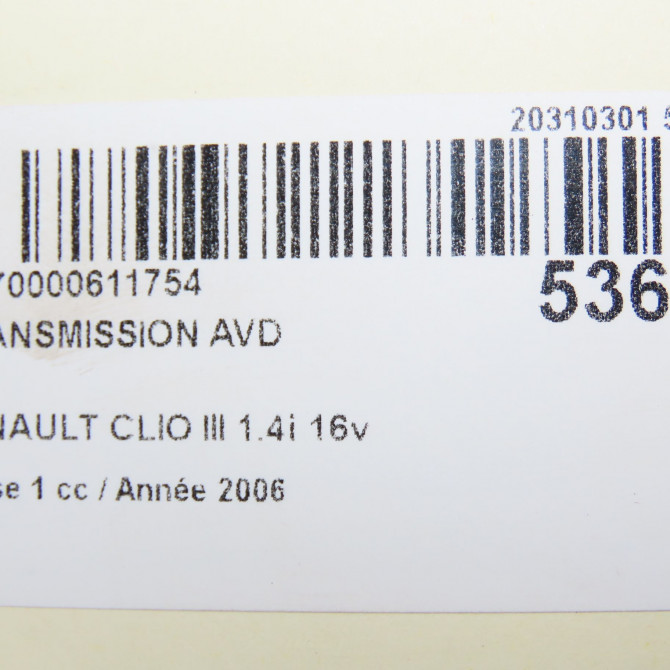 20310301 5
70000611754
536
ANSMISSION AVD
NAULT CLIO III 1.4i 16v
se 1 cc / Année 2006